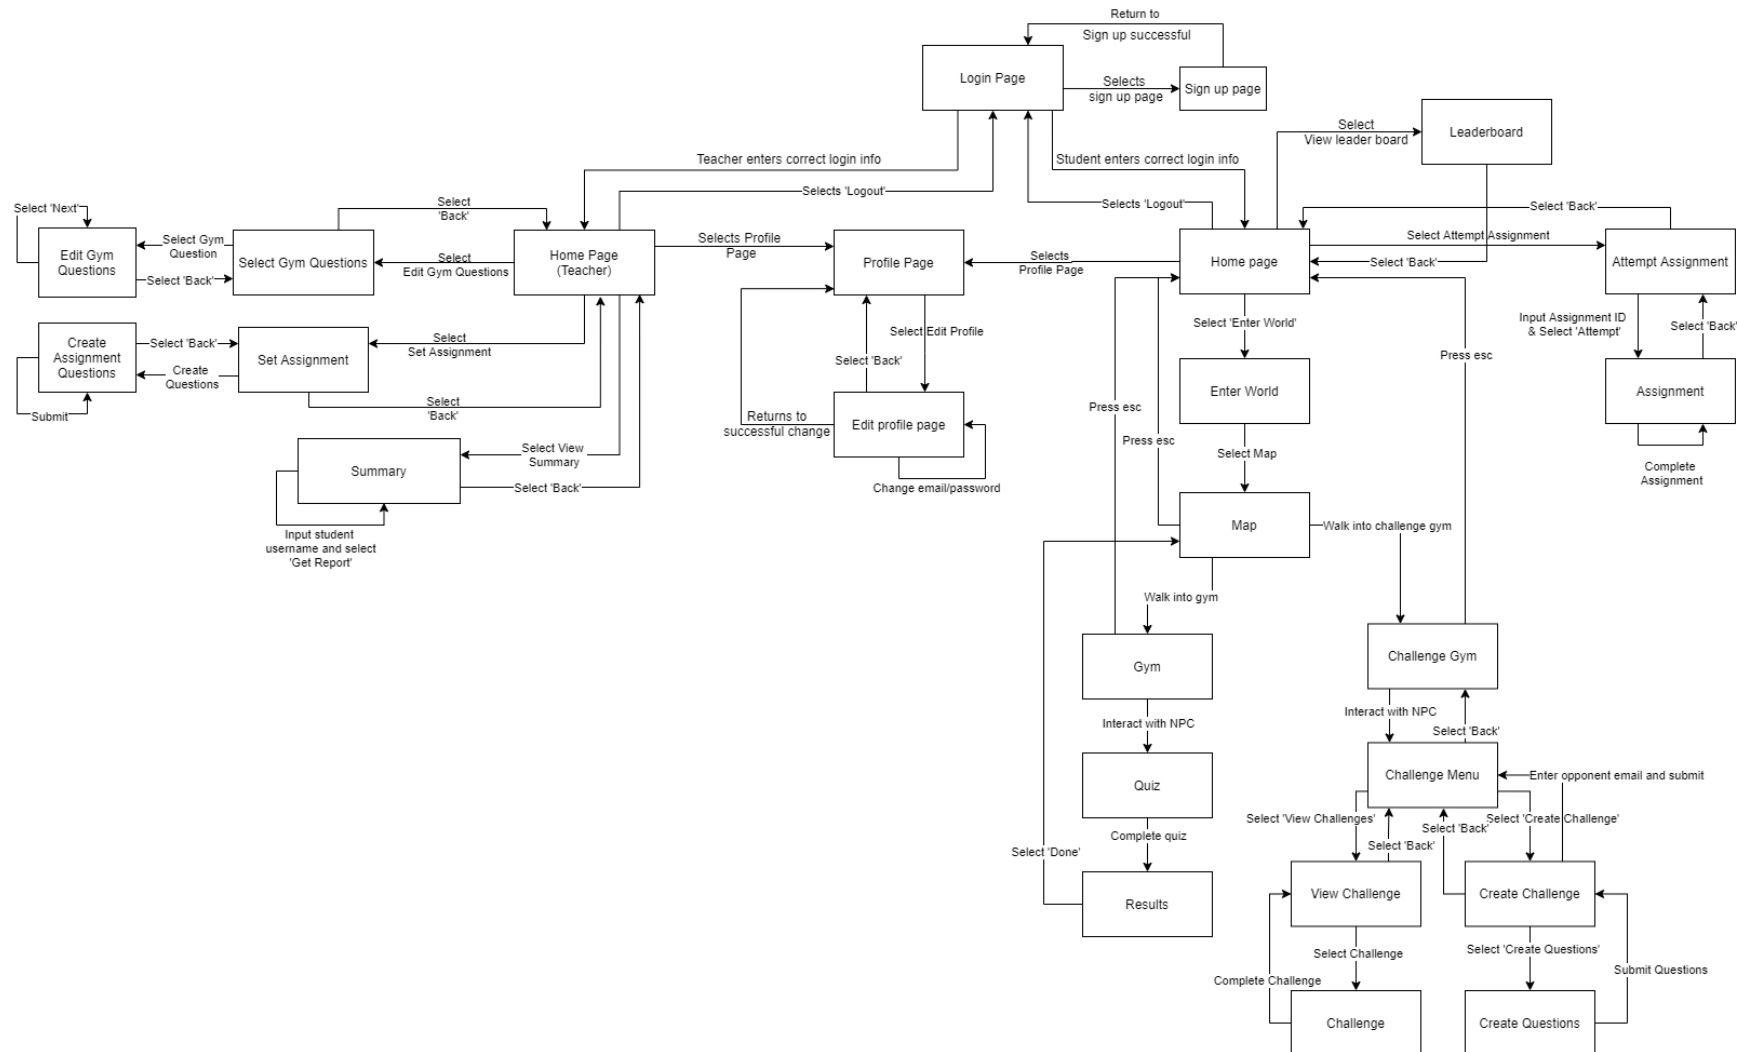 Return to
Sign up successful
Login Page
Selects
sign up page
Sign up page
Select
View leader board
Leaderboard
Teacher enters correct login info
Student enters correct login info
Selects 'Logout'
Selects 'Logout'
Select 'Next'
Select
'Back'
Select 'Back'
Edit Gym
Questions
Select Gym
Question
Select 'Back'
Select Gym Questions
Select
Edit Gym Questions
Home Page
(Teacher)
Selects Profile
Page
Profile Page
Selects
Profile Page
Home page
Select Attempt Assignment
Select 'Back'
Attempt Assignment
Create
Assignment
Questions
Select 'Back'
Create
Questions
Submit
Set Assignment
Select
Set Assignment
Select
'Back'
Select Edit Profile
Select 'Back'
Select 'Enter World'
Input Assignment ID
& Select 'Attempt'
Select 'Back'
Press esc
Enter World
Assignment
Press esc
Press esc
Returns to
successful change
Edit profile page
Change email/password
Select View
Summary
Summary
Select 'Back'
Input student
username and select
'Get Report'
Select Map
Complete
Assignment
Map
Walk into challenge gym
Walk into gym
Gym
Challenge Gym
Interact with NPC
Interact with NPC
Select 'Back'
Quiz
Challenge Menu
Enter opponent email and submit
Complete quiz
Select 'Done'
Select 'View Challenges'
Select 'Back'
Select 'Back'
Select 'Create Challenge'
Results
View Challenge
Create Challenge
Select Challenge
Select 'Create Questions'
Complete Challenge
Submit Questions
Challenge
Create Questions